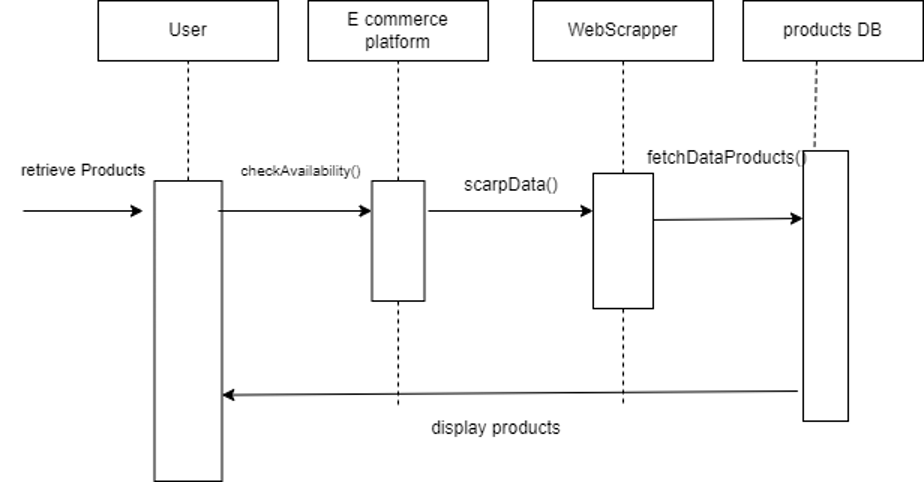 User
E commerce
platform
WebScrapper
products DB
retrieve Products
checkAvailability()
scarpData()
fetchDataProducts()
display products